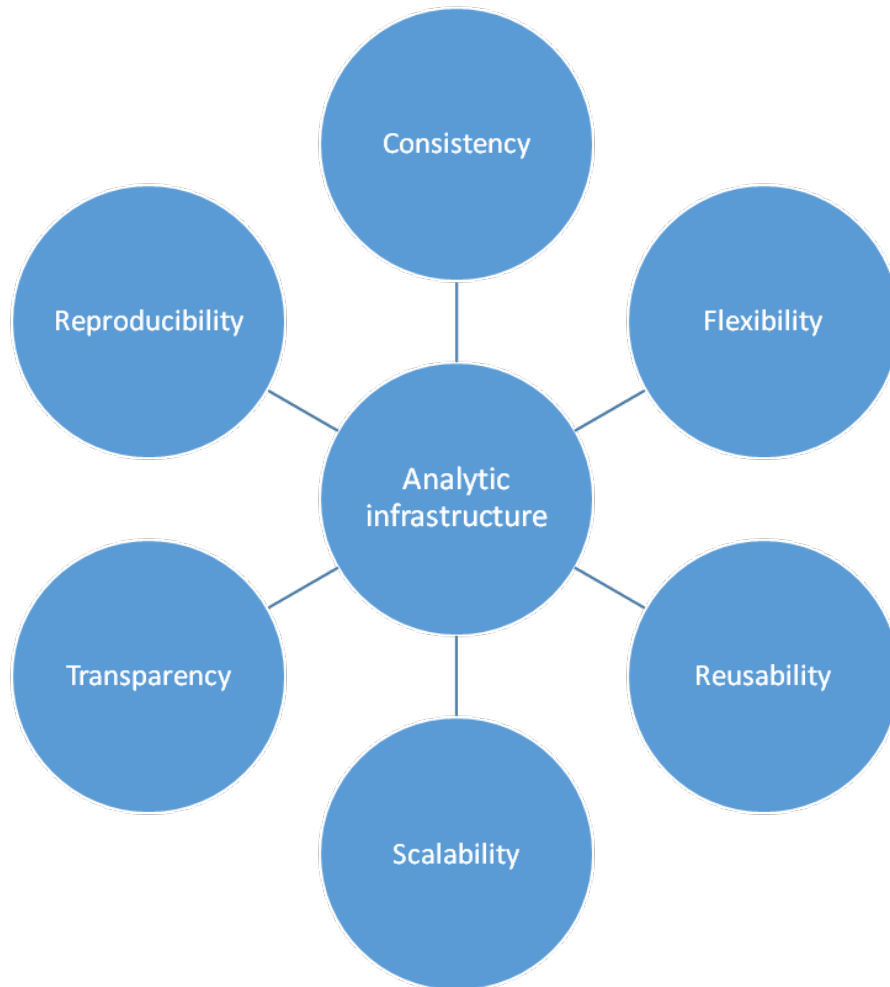 Consistency
Reproducibility
Flexibility
Analytic
infrastructure
Transparency
Reusability
Scalability